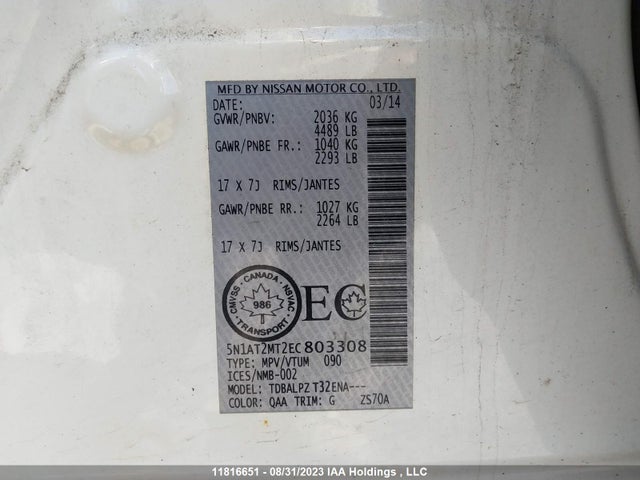 MFD BY NISSAN MOTOR CO., LTD.
DATE: 03/14
GVWR/PNBV: 2036 KG
4489 LB
GAWR/PNBE FR.: 1040 KG
2293 LB
17 X 7J RIMS/JANTES
GAWR/PNBE RR.: 1027 KG
2264 LB
17 X 7J RIMS/JANTES
CMVSS · CANADA · NSVAC
986
TRANSPORT
EC
5N1AT2MT2EC803308
TYPE: MPV/VTUM 090
ICES/NMB-002
MODEL: TDBALPZ T32ENA---
COLOR: QAA TRIM: G ZS70A
11816651 - 08/31/2023 IAA Holdings , LLC